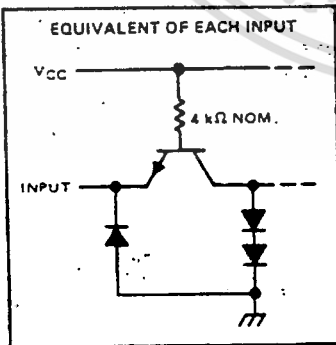 EQUIVALENT OF EACH INPUT
VCC
4 kΩ NOM.
INPUT